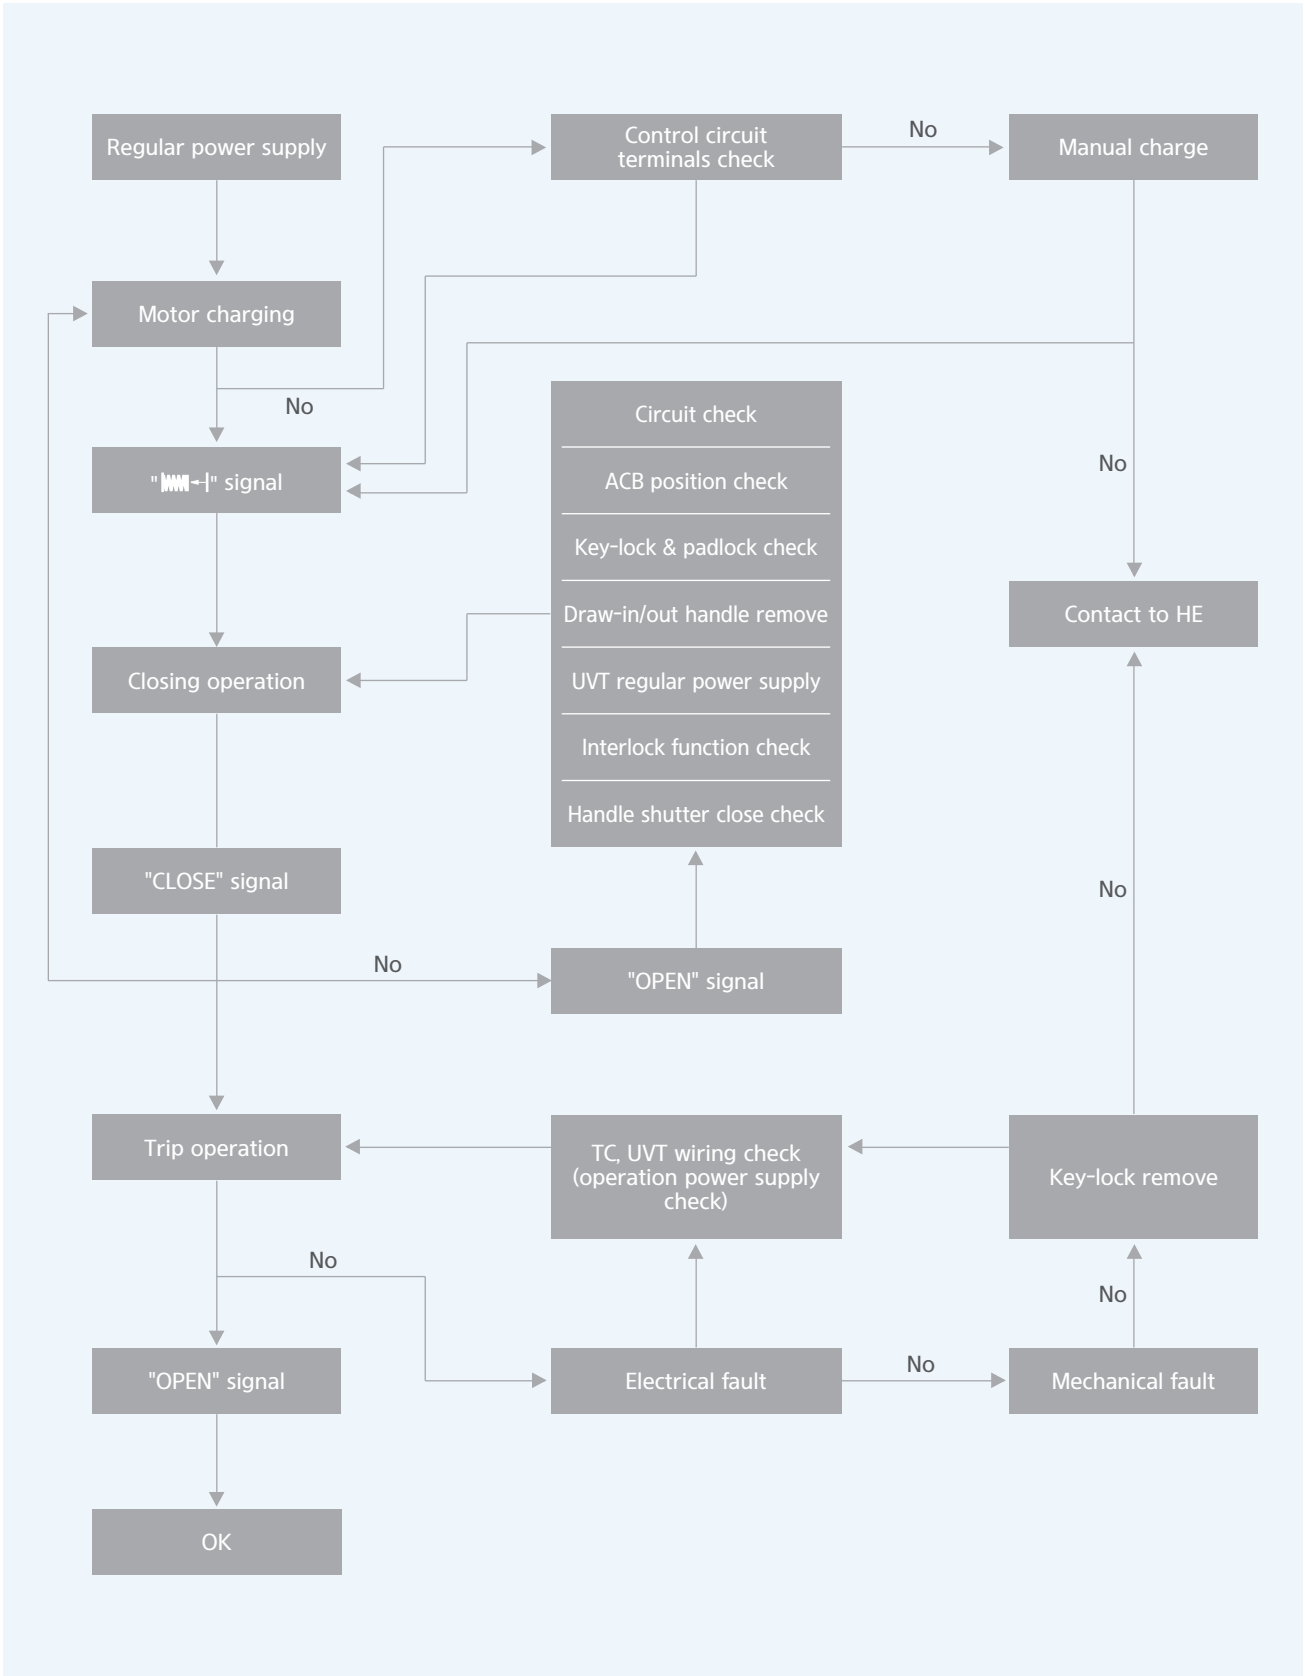 Regular power supply
Control circuit
terminals check
No
Manual charge
Motor charging
No
" " signal
Circuit check
ACB position check
Key-lock & padlock check
Draw-in/out handle remove
UVT regular power supply
Interlock function check
Handle shutter close check
No
Contact to HE
Closing operation
"CLOSE" signal
No
No
"OPEN" signal
Trip operation
TC, UVT wiring check
(operation power supply
check)
Key-lock remove
No
No
"OPEN" signal
Electrical fault
No
Mechanical fault
OK